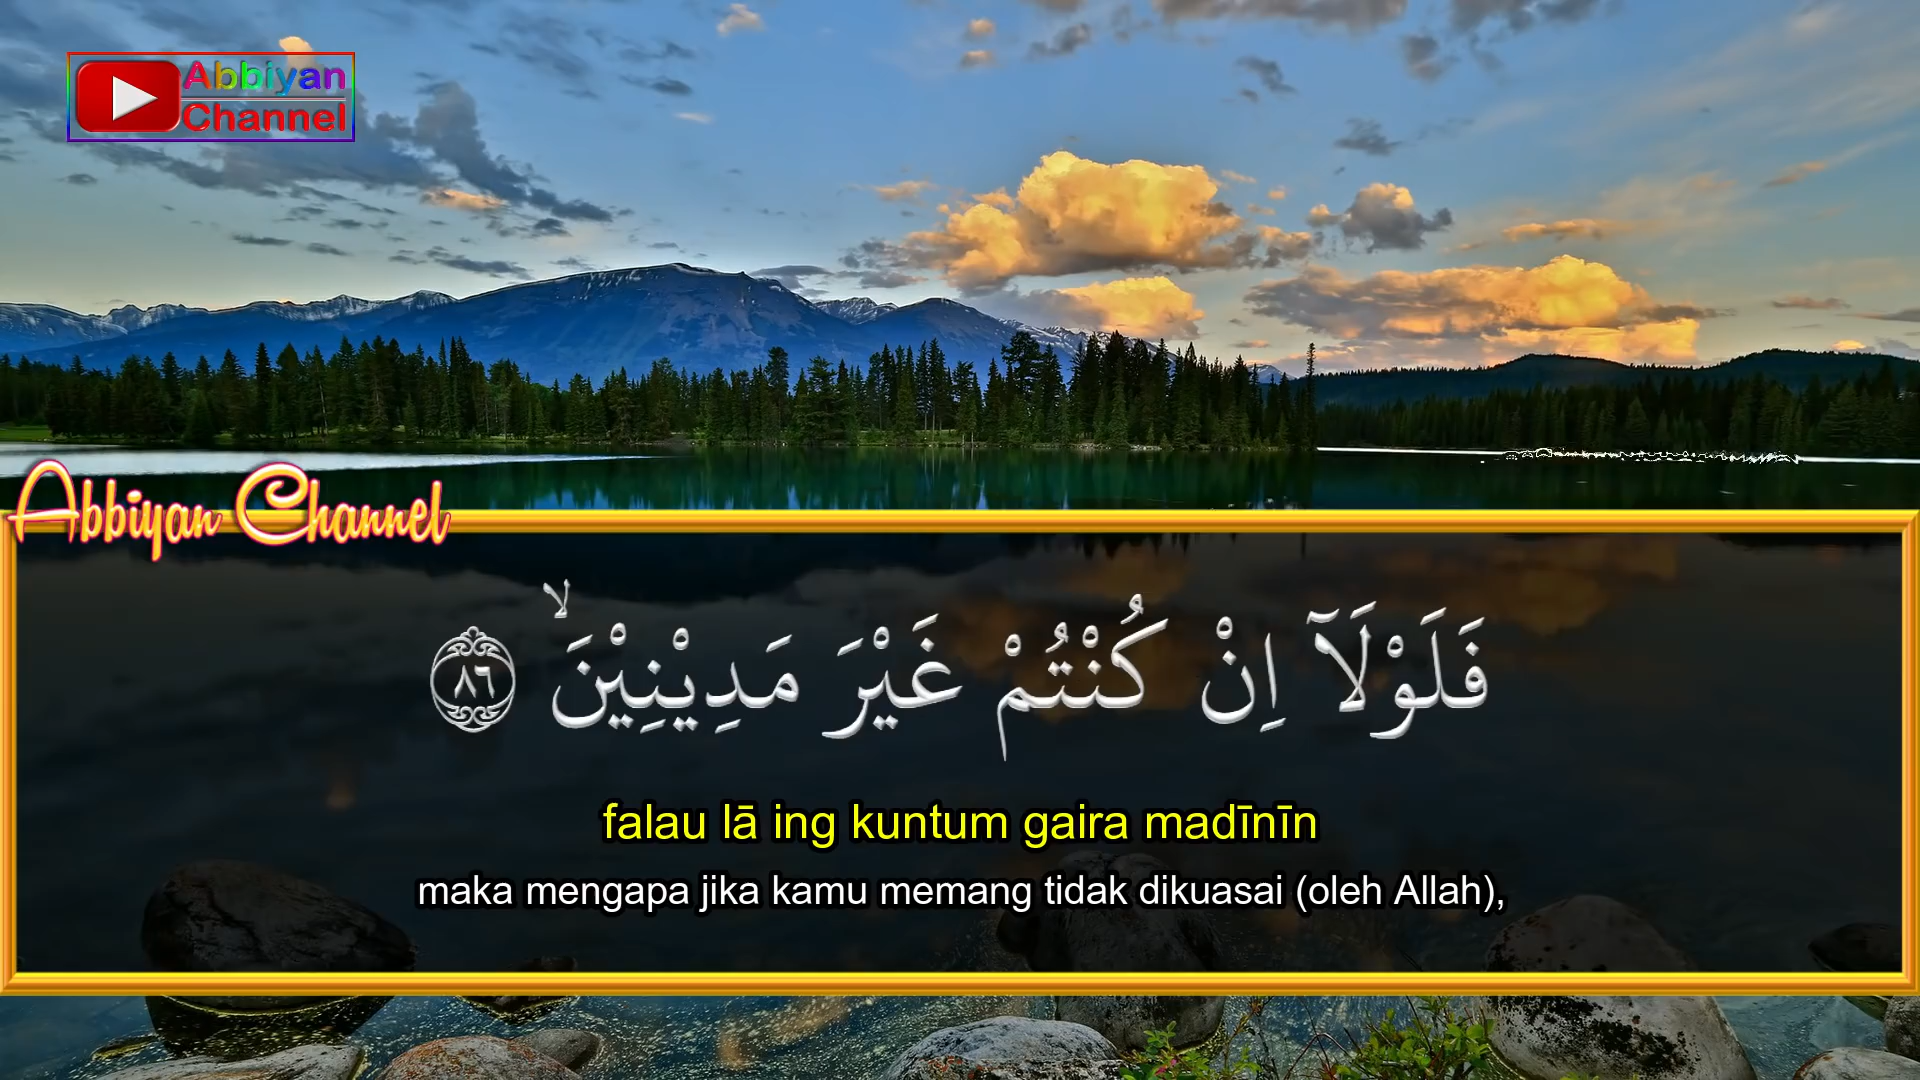 Abbiyan
Channel
Abbiyan Channel
فَلَوْلَآ اِنْ كُنْتُمْ غَيْرَ مَدِيْنِيْنَۙ ٨٦
falau lā ing kuntum gaira madīnīn
maka mengapa jika kamu memang tidak dikuasai (oleh Allah),